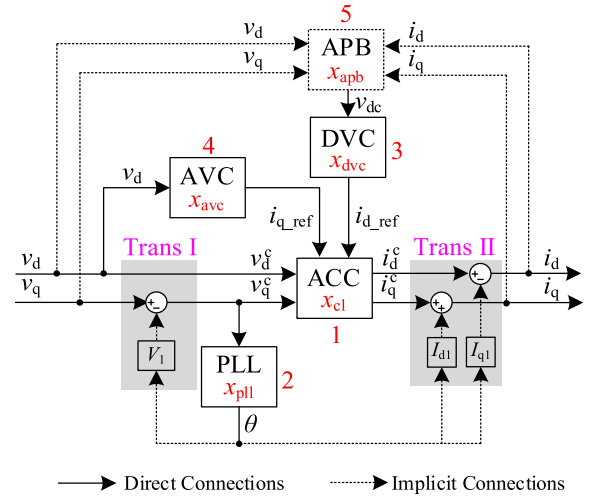 5
v_d
i_d
APB
v_q
i_q
x_apb
v_dc
DVC
4
3
x_dvc
v_d
AVC
x_avc
i_q_ref
i_d_ref
Trans I
Trans II
v_d
v_d^c
i_d^c
i_d
ACC
v_q
v_q^c
i_q^c
i_q
x_cl
+
-
+
+
+
-
1
V_1
I_d1
I_q1
PLL
2
x_pll
θ
Direct Connections
Implicit Connections